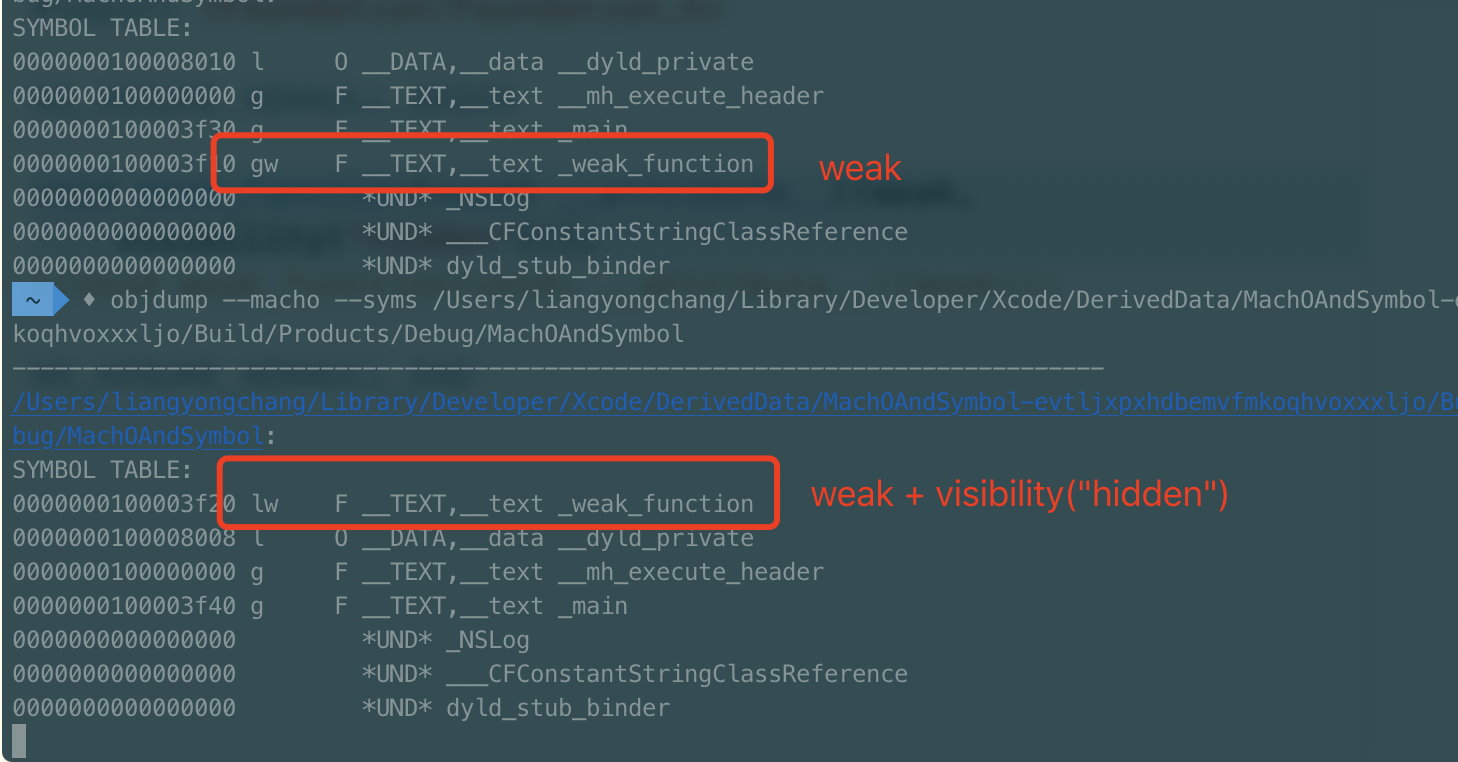 SYMBOL TABLE:
0000000100008010 l O __DATA,__data __dyld_private
0000000100000000 g F __TEXT,__text __mh_execute_header
0000000100003f30 g F __TEXT,__text _main
0000000100003f10 gw F __TEXT,__text _weak_function weak
0000000000000000 *UND* _NSLog
0000000000000000 *UND* ___CFConstantStringClassReference
0000000000000000 *UND* dyld_stub_binder
~ ♦ objdump --macho --syms /Users/liangyongchang/Library/Developer/Xcode/DerivedData/MachOAndSymbol-
koqhvoxxxljo/Build/Products/Debug/MachOAndSymbol
------------------------------------------------------------------------------
/Users/liangyongchang/Library/Developer/Xcode/DerivedData/MachOAndSymbol-evtljxpxhdbemvfmkoqhvoxxxljo/B
bug/MachOAndSymbol:
SYMBOL TABLE:
0000000100003f20 lw F __TEXT,__text _weak_function weak + visibility("hidden")
0000000100008008 l O __DATA,__data __dyld_private
0000000100000000 g F __TEXT,__text __mh_execute_header
0000000100003f40 g F __TEXT,__text _main
0000000000000000 *UND* _NSLog
0000000000000000 *UND* ___CFConstantStringClassReference
0000000000000000 *UND* dyld_stub_binder